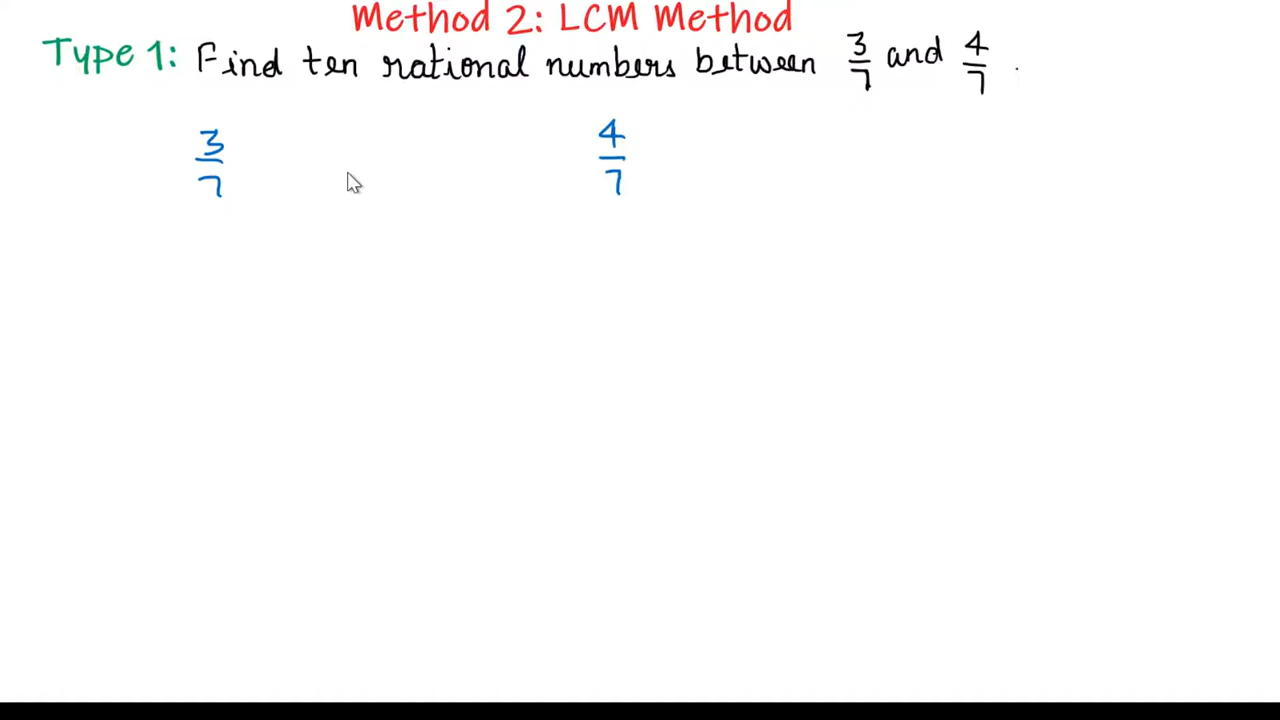 Method 2: LCM Method
Type 1: Find ten rational numbers between 3/7 and 4/7 .
3/7 4/7